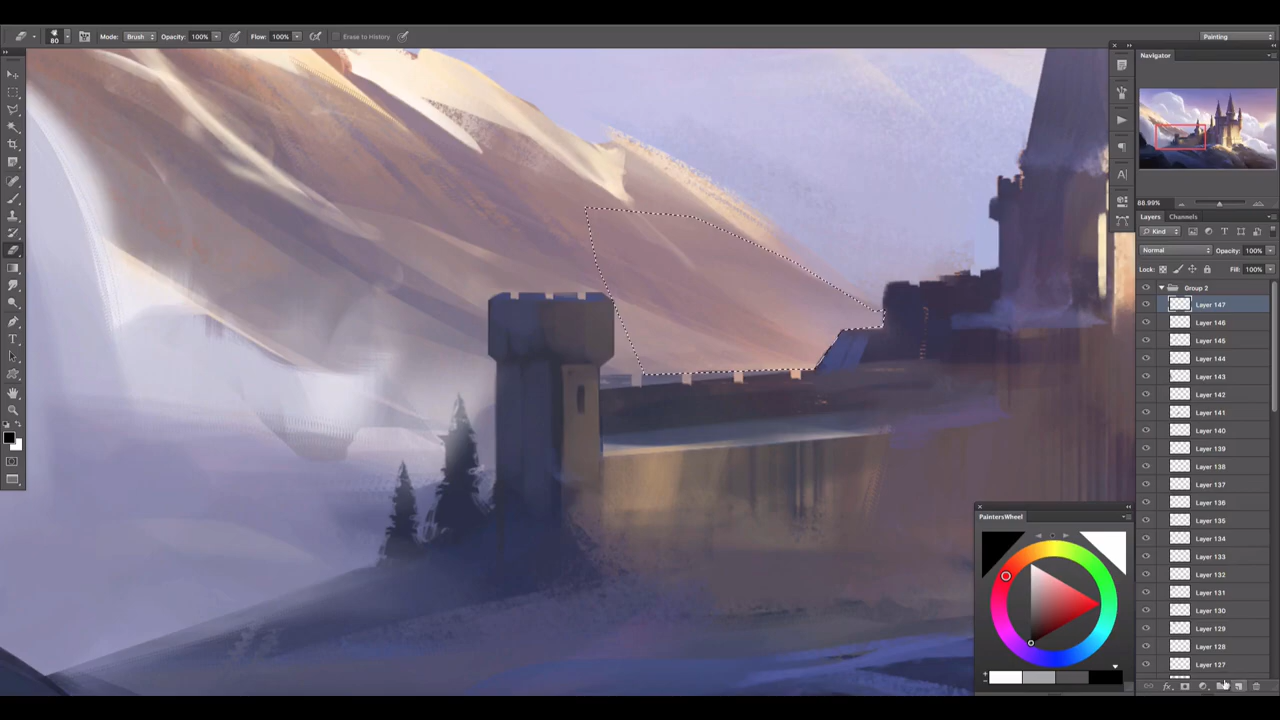 80 Mode: Brush Opacity: 100% Flow: 100% Erase to History Painting
Navigator
88.99%
Layers Channels
Kind
Normal Opacity: 100%
Lock: Fill: 100%
Group 2
Layer 147
Layer 146
Layer 145
Layer 144
Layer 143
Layer 142
Layer 141
Layer 140
Layer 139
Layer 138
Layer 137
Layer 136
Layer 135
Layer 134
Layer 133
Layer 132
Layer 131
Layer 130
Layer 129
Layer 128
Layer 127
fx
PaintersWheel